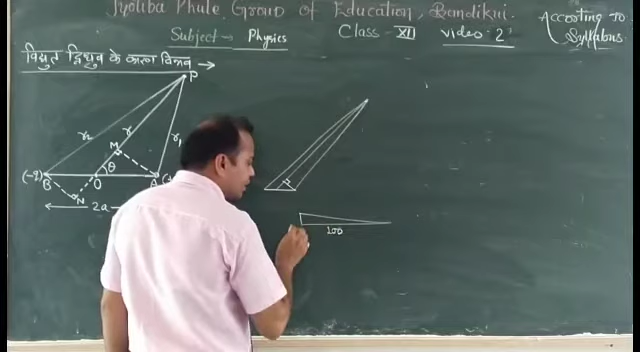 Jyotiba Phule Group of Education, Bandikui.
According To Syllabus
Subject → Physics
Class - XII
Video: 2
विद्युत द्विध्रुव के कारण विभव →
P
r₂
r
r₁
M
θ
(-q)
B
O
A
N
2a
100